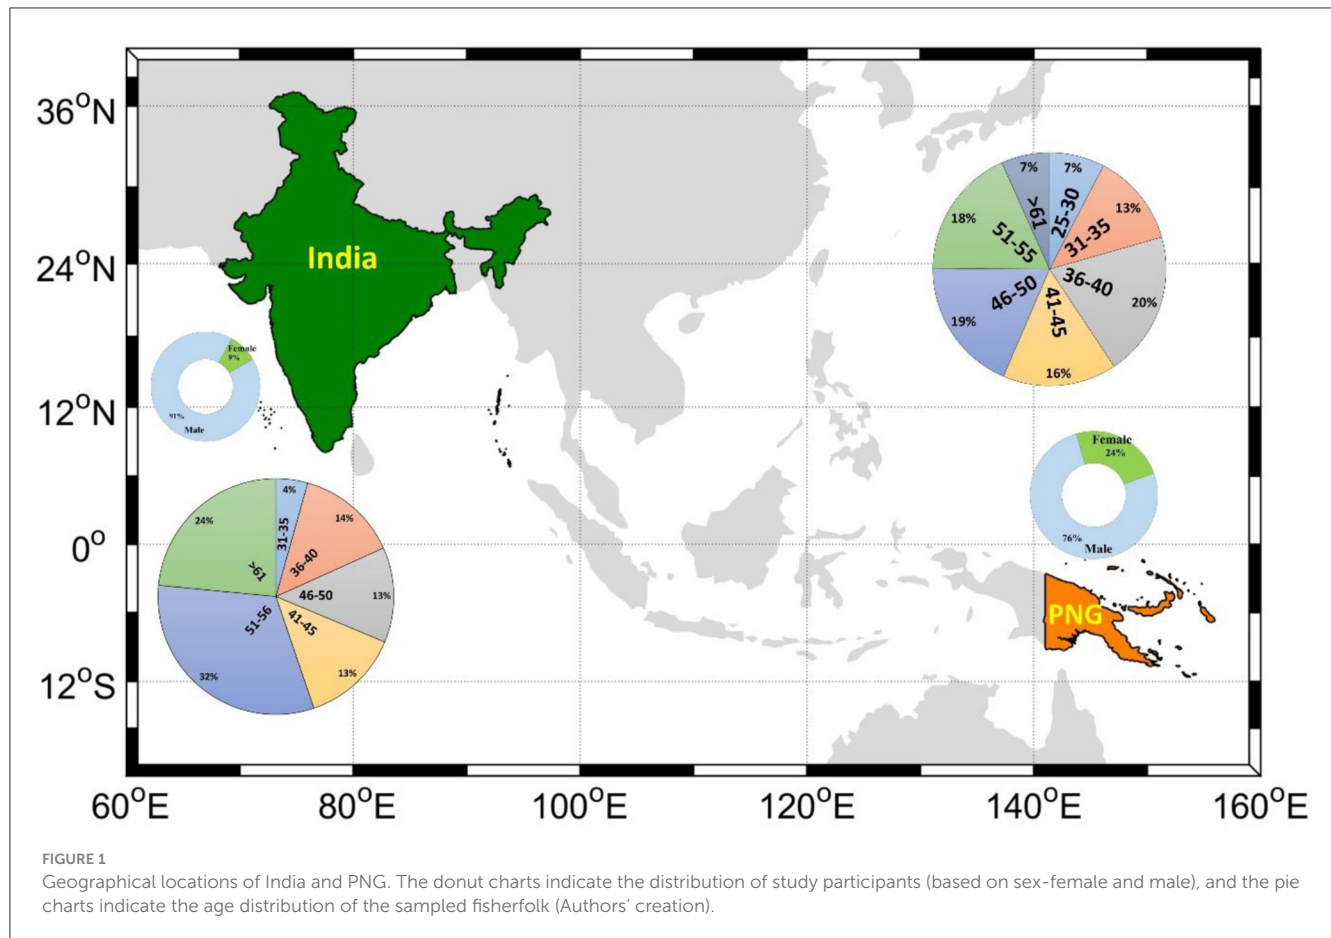 36°N
24°N
12°N
0°
12°S
60°E
80°E
100°E
120°E
140°E
160°E
India
Female
9%
91%
Male
4%
31-35
14%
36-40
13%
46-50
13%
41-45
32%
51-56
24%
>61
7%
25-30
13%
31-35
20%
36-40
16%
41-45
19%
46-50
18%
51-55
7%
>61
Female
24%
76%
Male
PNG
FIGURE 1
Geographical locations of India and PNG. The donut charts indicate the distribution of study participants (based on sex-female and male), and the pie
charts indicate the age distribution of the sampled fisherfolk (Authors' creation).